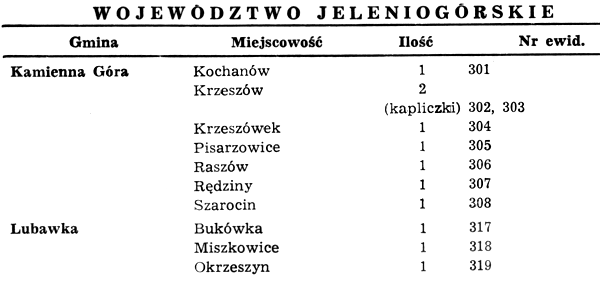 WOJEWÓDZTWO JELENIOGÓRSKIE
Gmina Miejscowość Ilość Nr ewid.
Kamienna Góra Kochanów 1 301
Krzeszów 2
(kapliczki) 302, 303
Krzeszówek 1 304
Pisarzowice 1 305
Raszów 1 306
Rędziny 1 307
Szarocin 1 308
Lubawka Bukówka 1 317
Miszkowice 1 318
Okrzeszyn 1 319